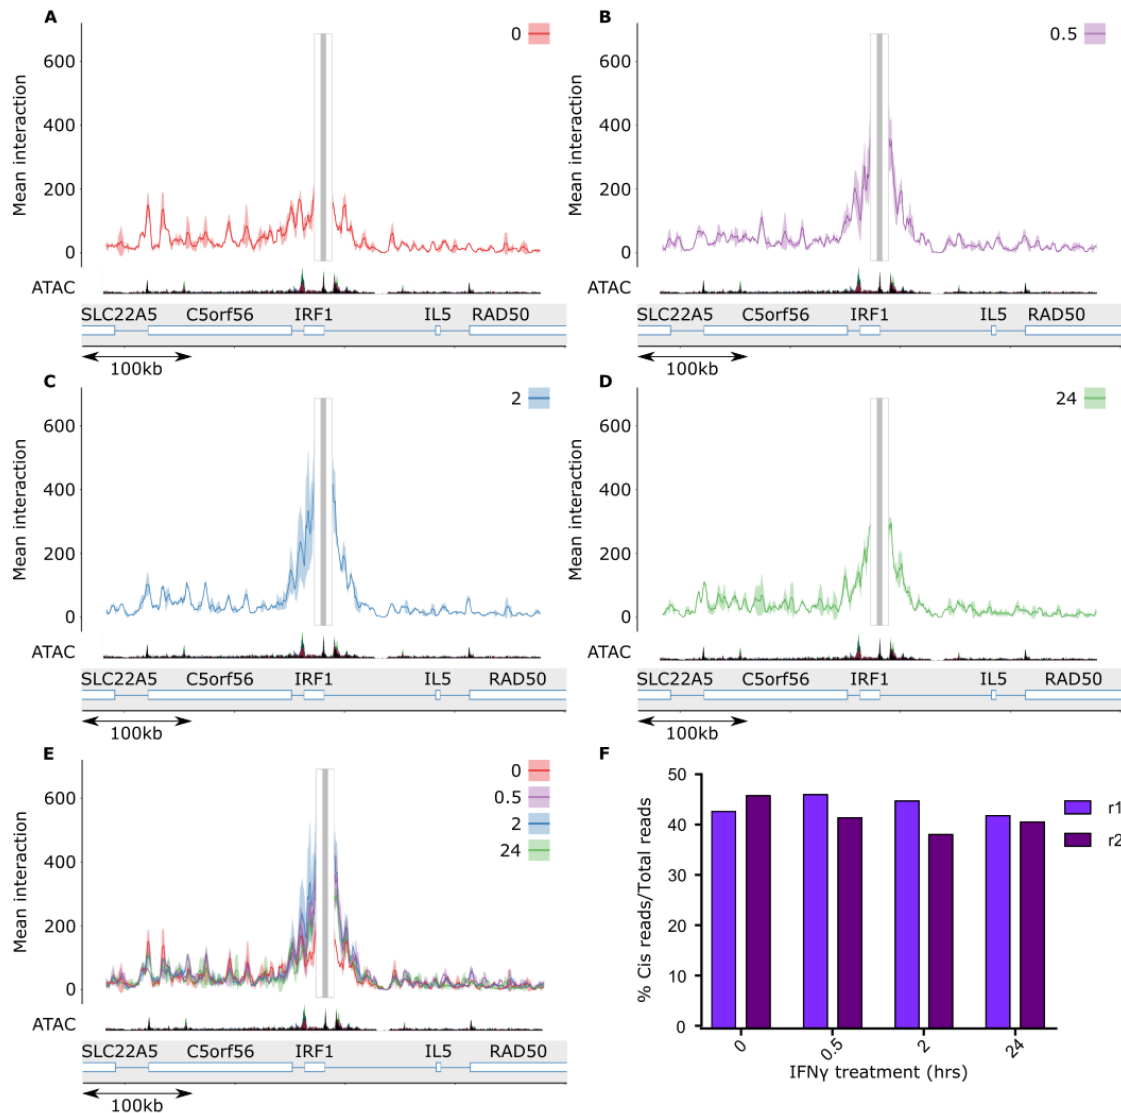 A
0
600
400
200
0
Mean interaction
ATAC
SLC22A5 C5orf56 IRF1 IL5 RAD50
100kb
B
0.5
600
400
200
0
Mean interaction
ATAC
SLC22A5 C5orf56 IRF1 IL5 RAD50
100kb
C
2
600
400
200
0
Mean interaction
ATAC
SLC22A5 C5orf56 IRF1 IL5 RAD50
100kb
D
24
600
400
200
0
Mean interaction
ATAC
SLC22A5 C5orf56 IRF1 IL5 RAD50
100kb
E
0
0.5
2
24
600
400
200
0
Mean interaction
ATAC
SLC22A5 C5orf56 IRF1 IL5 RAD50
100kb
F
50
40
30
20
10
0
% Cis reads/Total reads
r1
r2
0 0.5 2 24
IFNγ treatment (hrs)